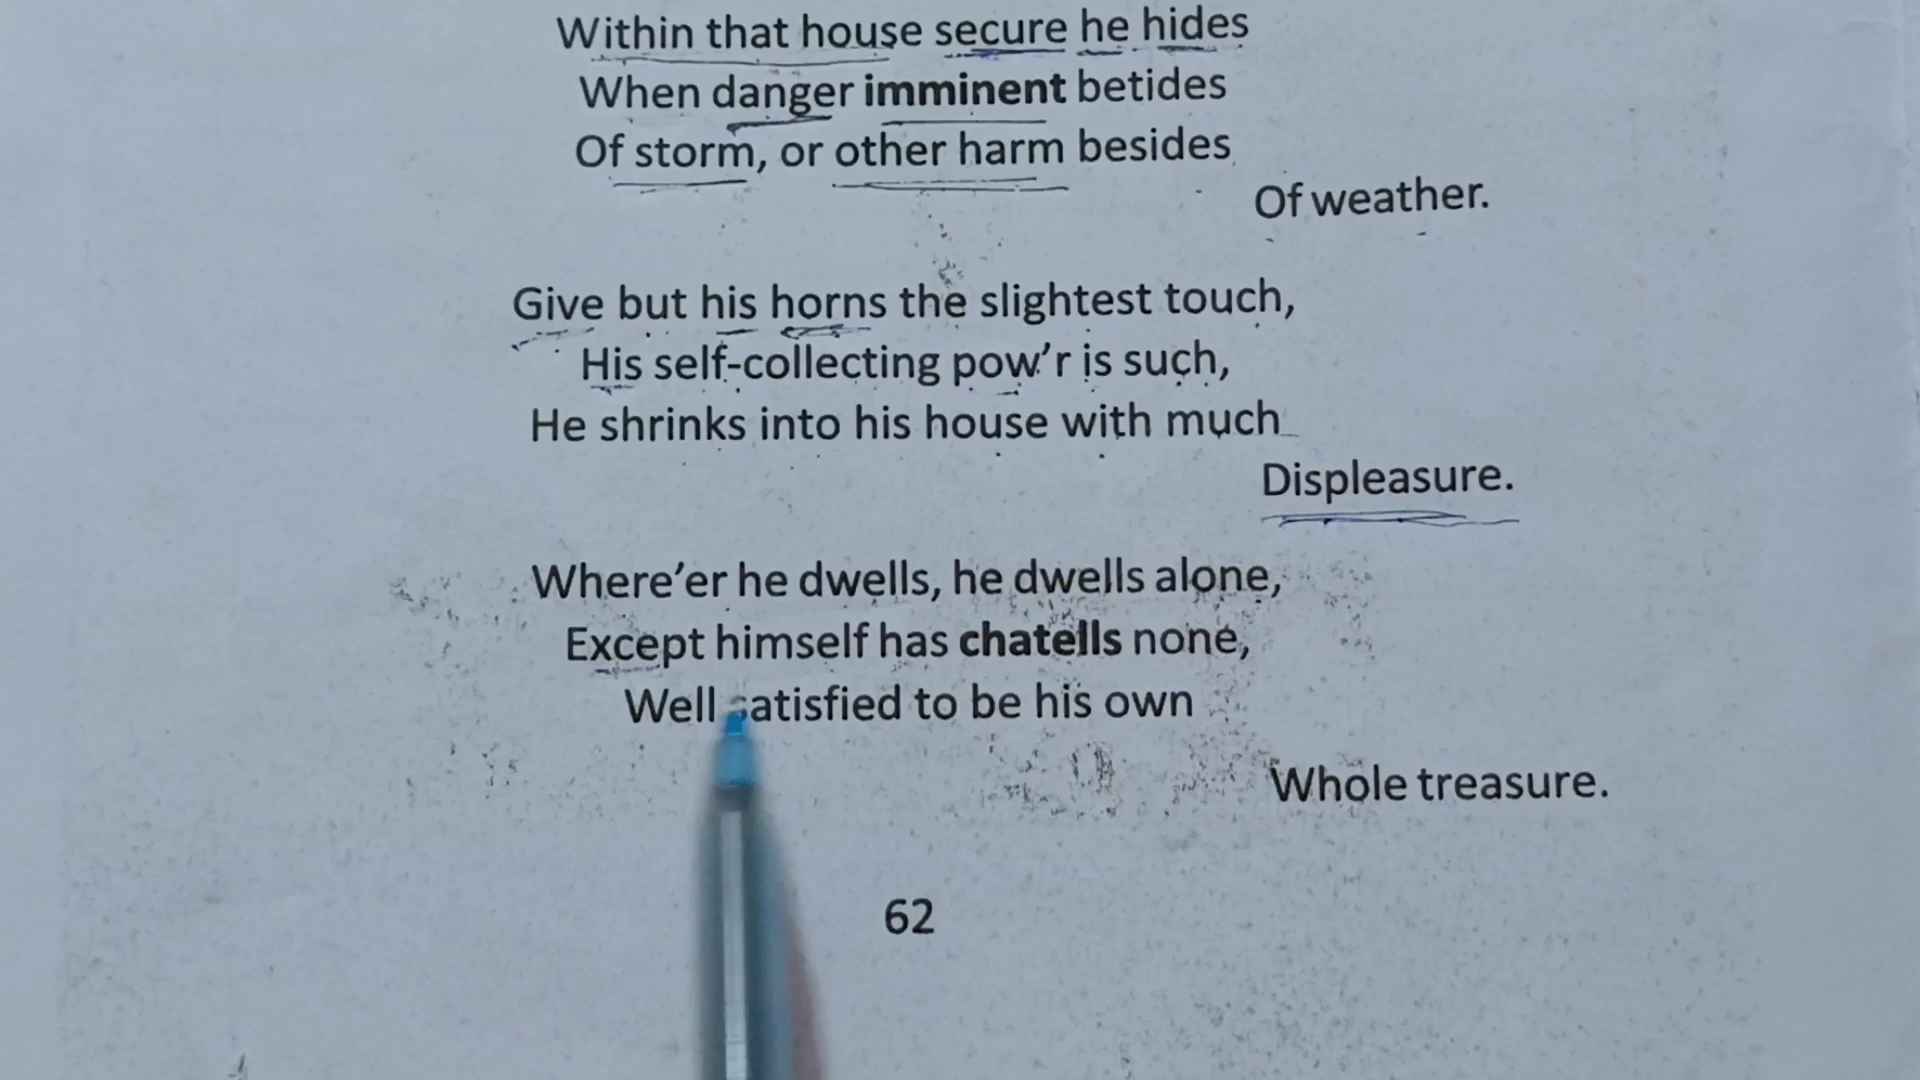 Within that house secure he hides
When danger imminent betides
Of storm, or other harm besides
Of weather.
Give but his horns the slightest touch,
His self-collecting pow’r is such,
He shrinks into his house with much
Displeasure.
Where’er he dwells, he dwells alone,
Except himself has chatells none,
Well satisfied to be his own
Whole treasure.
62